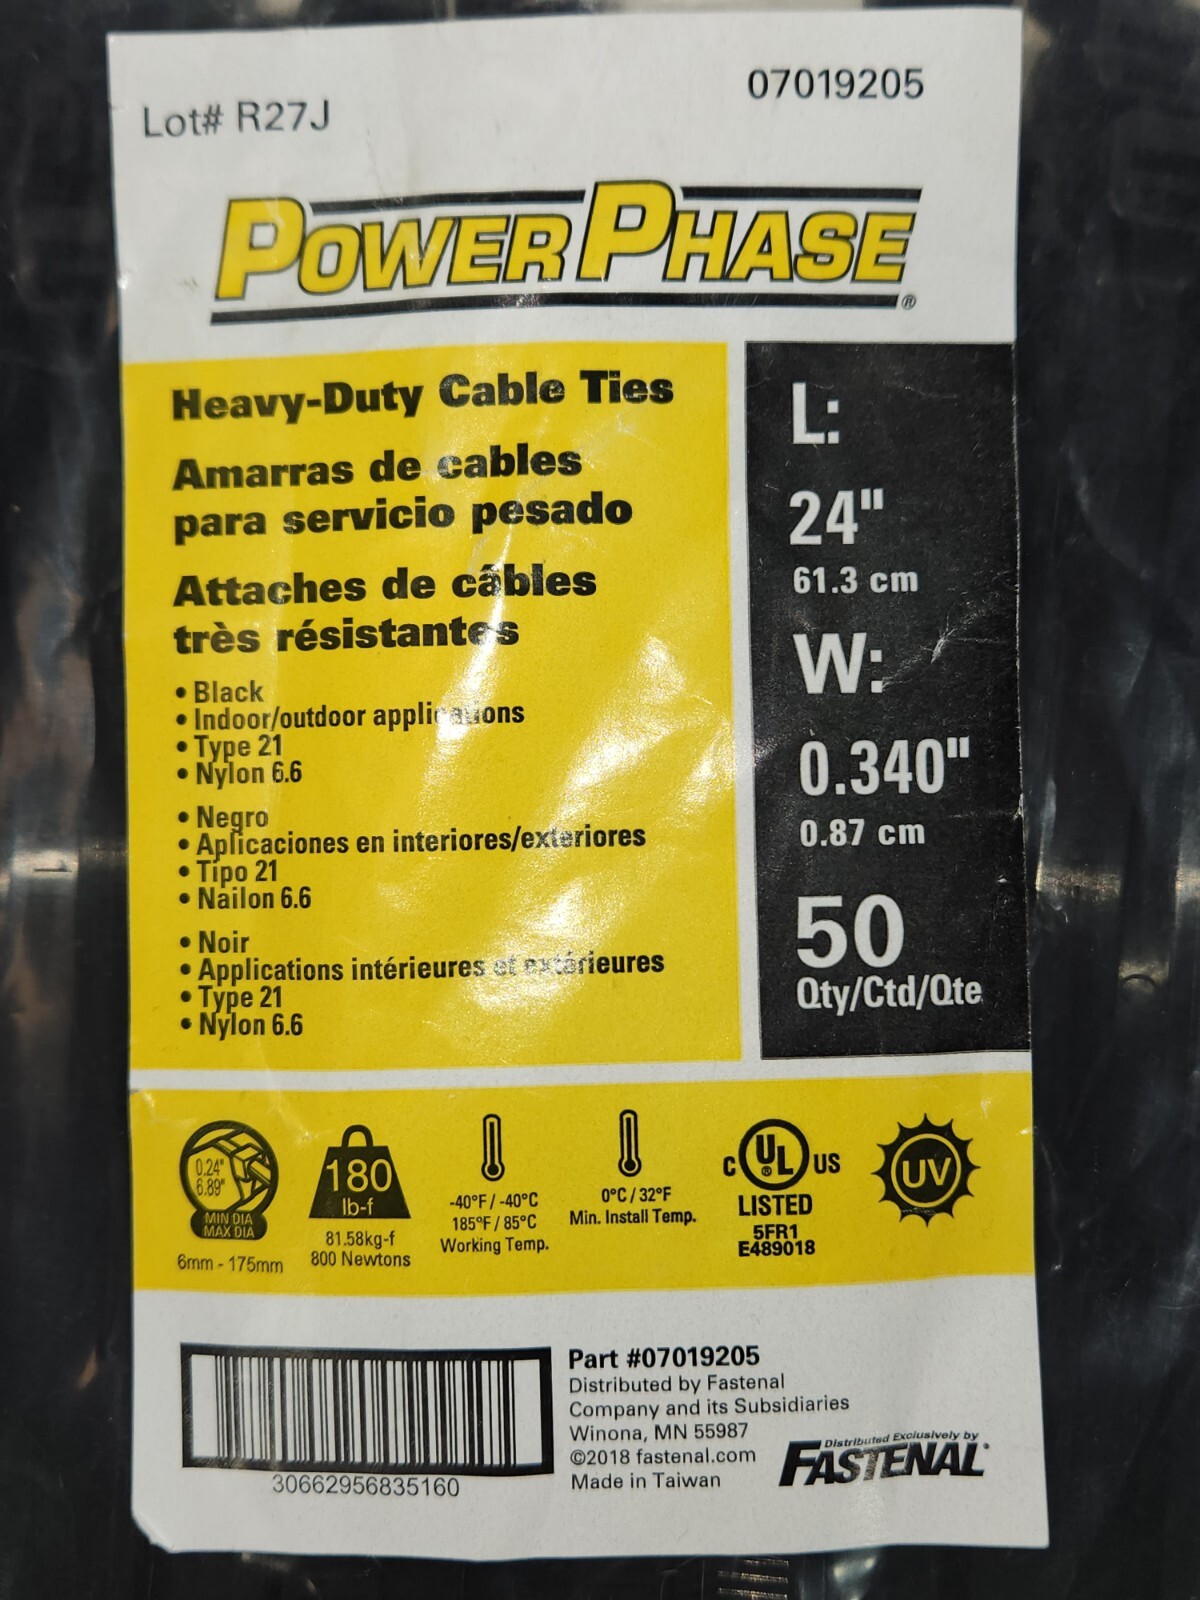 Lot# R27J
07019205
POWERPHASE®
Heavy-Duty Cable Ties
Amarras de cables
para servicio pesado
Attaches de câbles
très résistantes
• Black
• Indoor/outdoor applications
• Type 21
• Nylon 6.6
• Negro
• Aplicaciones en interiores/exteriores
• Tipo 21
• Nailon 6.6
• Noir
• Applications intérieures et extérieures
• Type 21
• Nylon 6.6
L:
24"
61.3 cm
W:
0.340"
0.87 cm
50
Qty/Ctd/Qte
0.24"
6.89"
MIN DIA
MAX DIA
6mm - 175mm
180
lb-f
81.58kg-f
800 Newtons
-40°F / -40°C
185°F / 85°C
Working Temp.
0°C / 32°F
Min. Install Temp.
C UL® US
LISTED
5FR1
E489018
UV
30662956835160
Part #07019205
Distributed by Fastenal
Company and its Subsidiaries
Winona, MN 55987
©2018 fastenal.com
Made in Taiwan
Distributed Exclusively by
FASTENAL